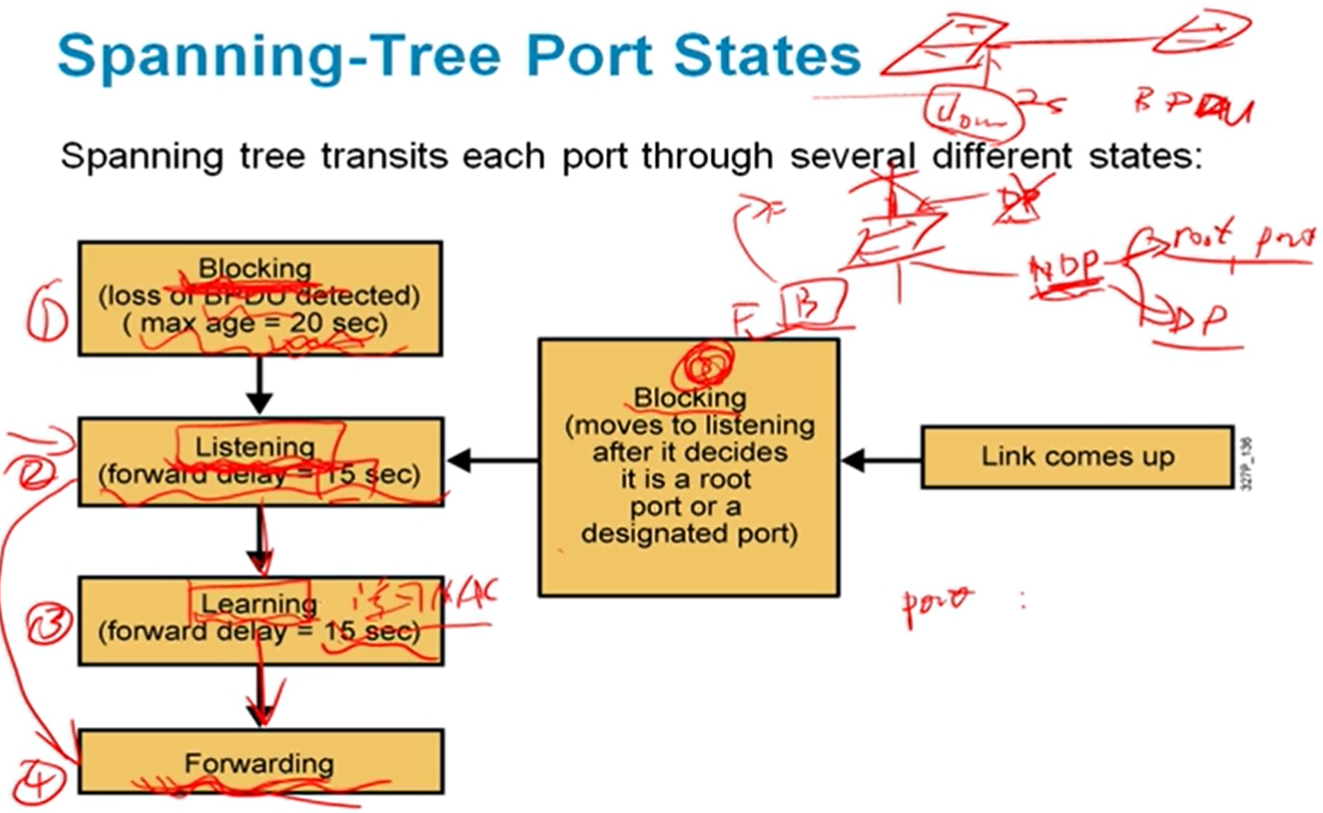 Spanning-Tree Port States
2s
BPDU
down
Spanning tree transits each port through several different states:
DP
NDP
root port
DP
F
B
①
Blocking
(loss of BPDU detected)
( max age = 20 sec)
②
Listening
(forward delay = 15 sec)
③
Learning
学习MAC
(forward delay = 15 sec)
④
Forwarding
Blocking
(moves to listening
after it decides
it is a root
port or a
designated port)
Link comes up
327P_136
port :